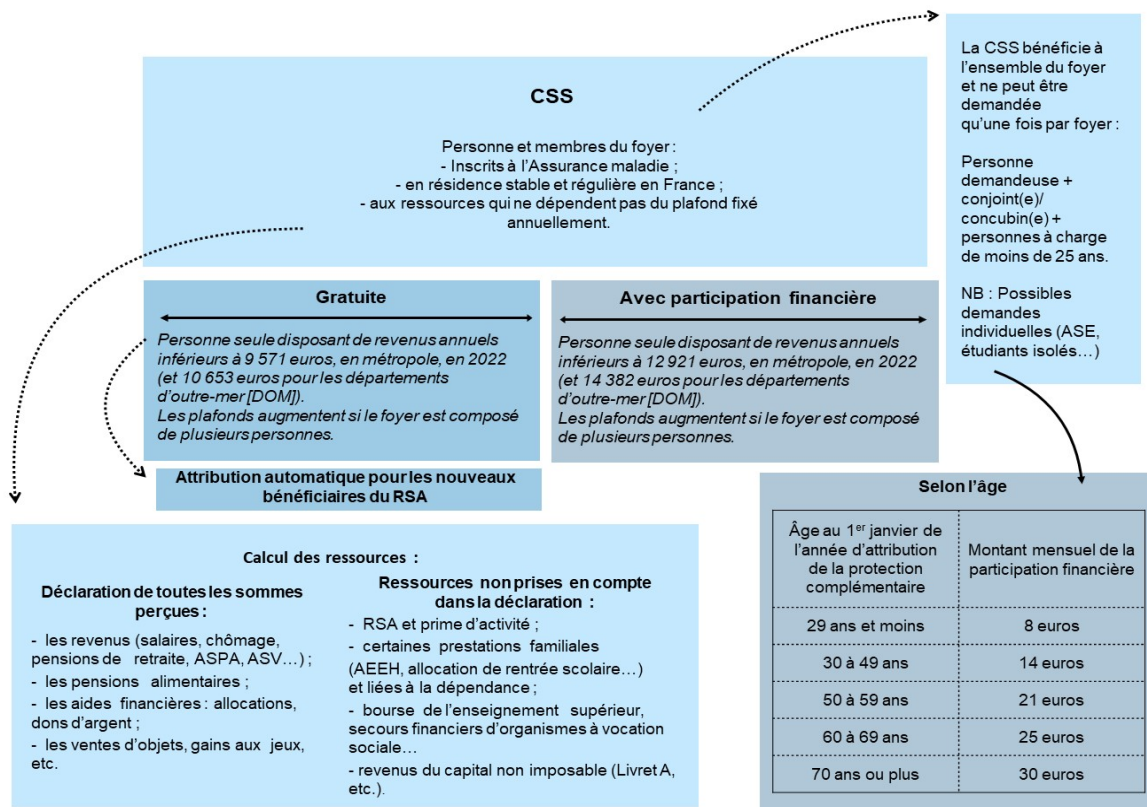 CSS
Personne et membres du foyer :
- Inscrits à l'Assurance maladie ;
- en résidence stable et régulière en France ;
- aux ressources qui ne dépendent pas du plafond fixé
annuellement.
La CSS bénéficie à
l'ensemble du foyer
et ne peut être
demandée
qu'une fois par foyer :
Personne
demandeuse +
conjoint(e)/
concubin(e) +
personnes à charge
de moins de 25 ans.
NB : Possibles
demandes
individuelles (ASE,
étudiants isolés…)
Gratuite
Personne seule disposant de revenus annuels
inférieurs à 9 571 euros, en métropole, en 2022
(et 10 653 euros pour les départements
d'outre-mer [DOM]).
Les plafonds augmentent si le foyer est composé
de plusieurs personnes.
Avec participation financière
Personne seule disposant de revenus annuels
inférieurs à 12 921 euros, en métropole, en 2022
(et 14 382 euros pour les départements
d'outre-mer [DOM]).
Les plafonds augmentent si le foyer est composé
de plusieurs personnes.
Attribution automatique pour les nouveaux
bénéficiaires du RSA
Calcul des ressources :
Déclaration de toutes les sommes
perçues :
- les revenus (salaires, chômage,
pensions de retraite, ASPA, ASV…) ;
- les pensions alimentaires ;
- les aides financières : allocations,
dons d'argent ;
- les ventes d'objets, gains aux jeux,
etc.
Ressources non prises en compte
dans la déclaration :
- RSA et prime d'activité ;
- certaines prestations familiales
(AEEH, allocation de rentrée scolaire…)
et liées à la dépendance ;
- bourse de l'enseignement supérieur,
secours financiers d'organismes à vocation
sociale…
- revenus du capital non imposable (Livret A,
etc.).
Selon l'âge
Âge au 1er janvier de
l'année d'attribution
de la protection
complémentaire
Montant mensuel de la
participation financière
29 ans et moins
8 euros
30 à 49 ans
14 euros
50 à 59 ans
21 euros
60 à 69 ans
25 euros
70 ans ou plus
30 euros